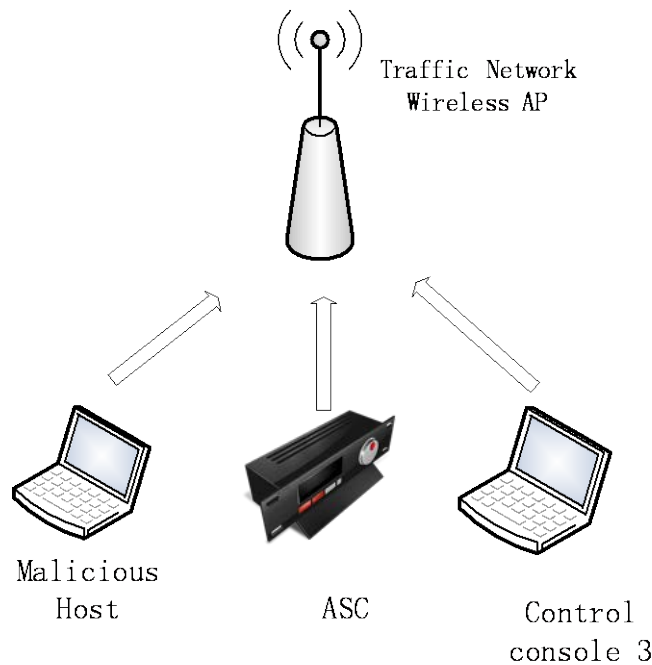 Traffic Network
Wireless AP
Malicious
Host
ASC
Control
console 3